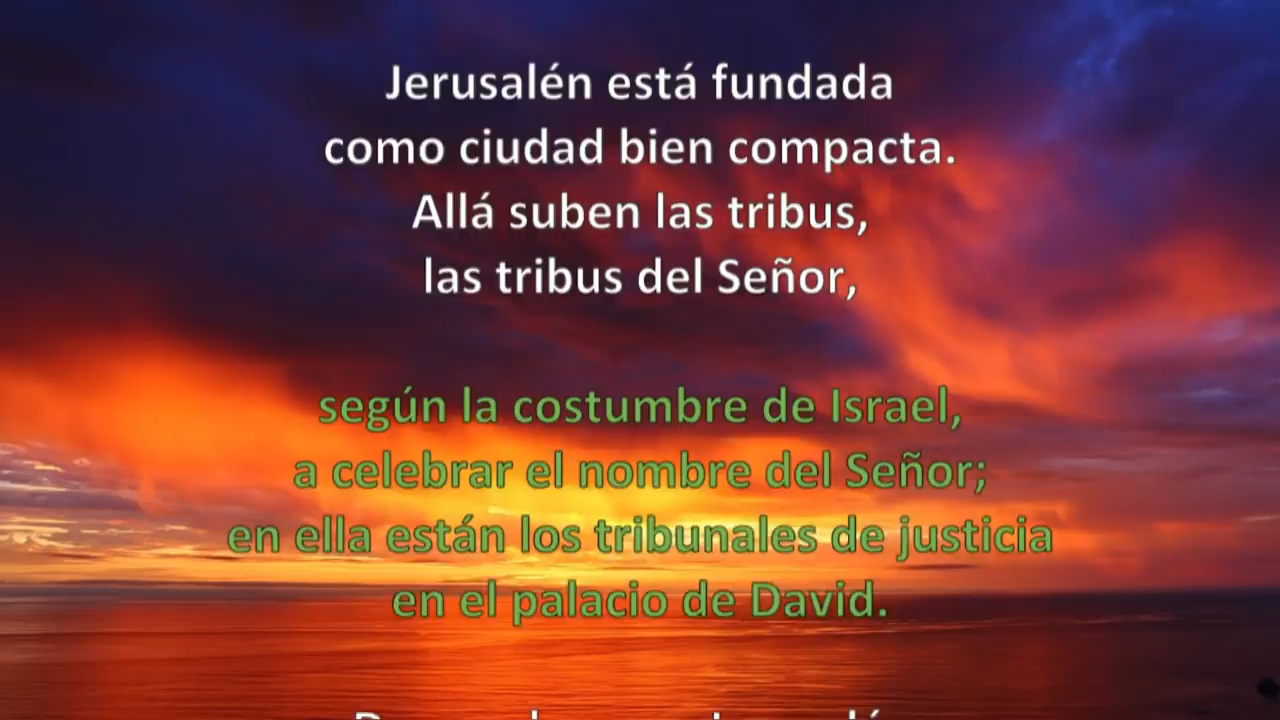 Jerusalén está fundada
como ciudad bien compacta.
Allá suben las tribus,
las tribus del Señor,
según la costumbre de Israel,
a celebrar el nombre del Señor;
en ella están los tribunales de justicia
en el palacio de David.